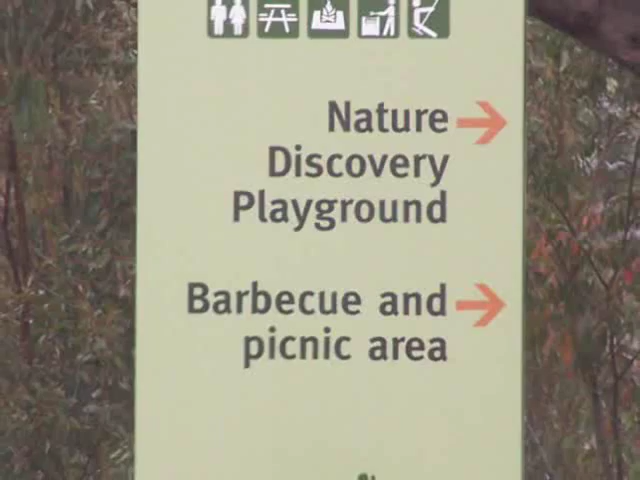 Nature
Discovery
Playground
Barbecue and
picnic area